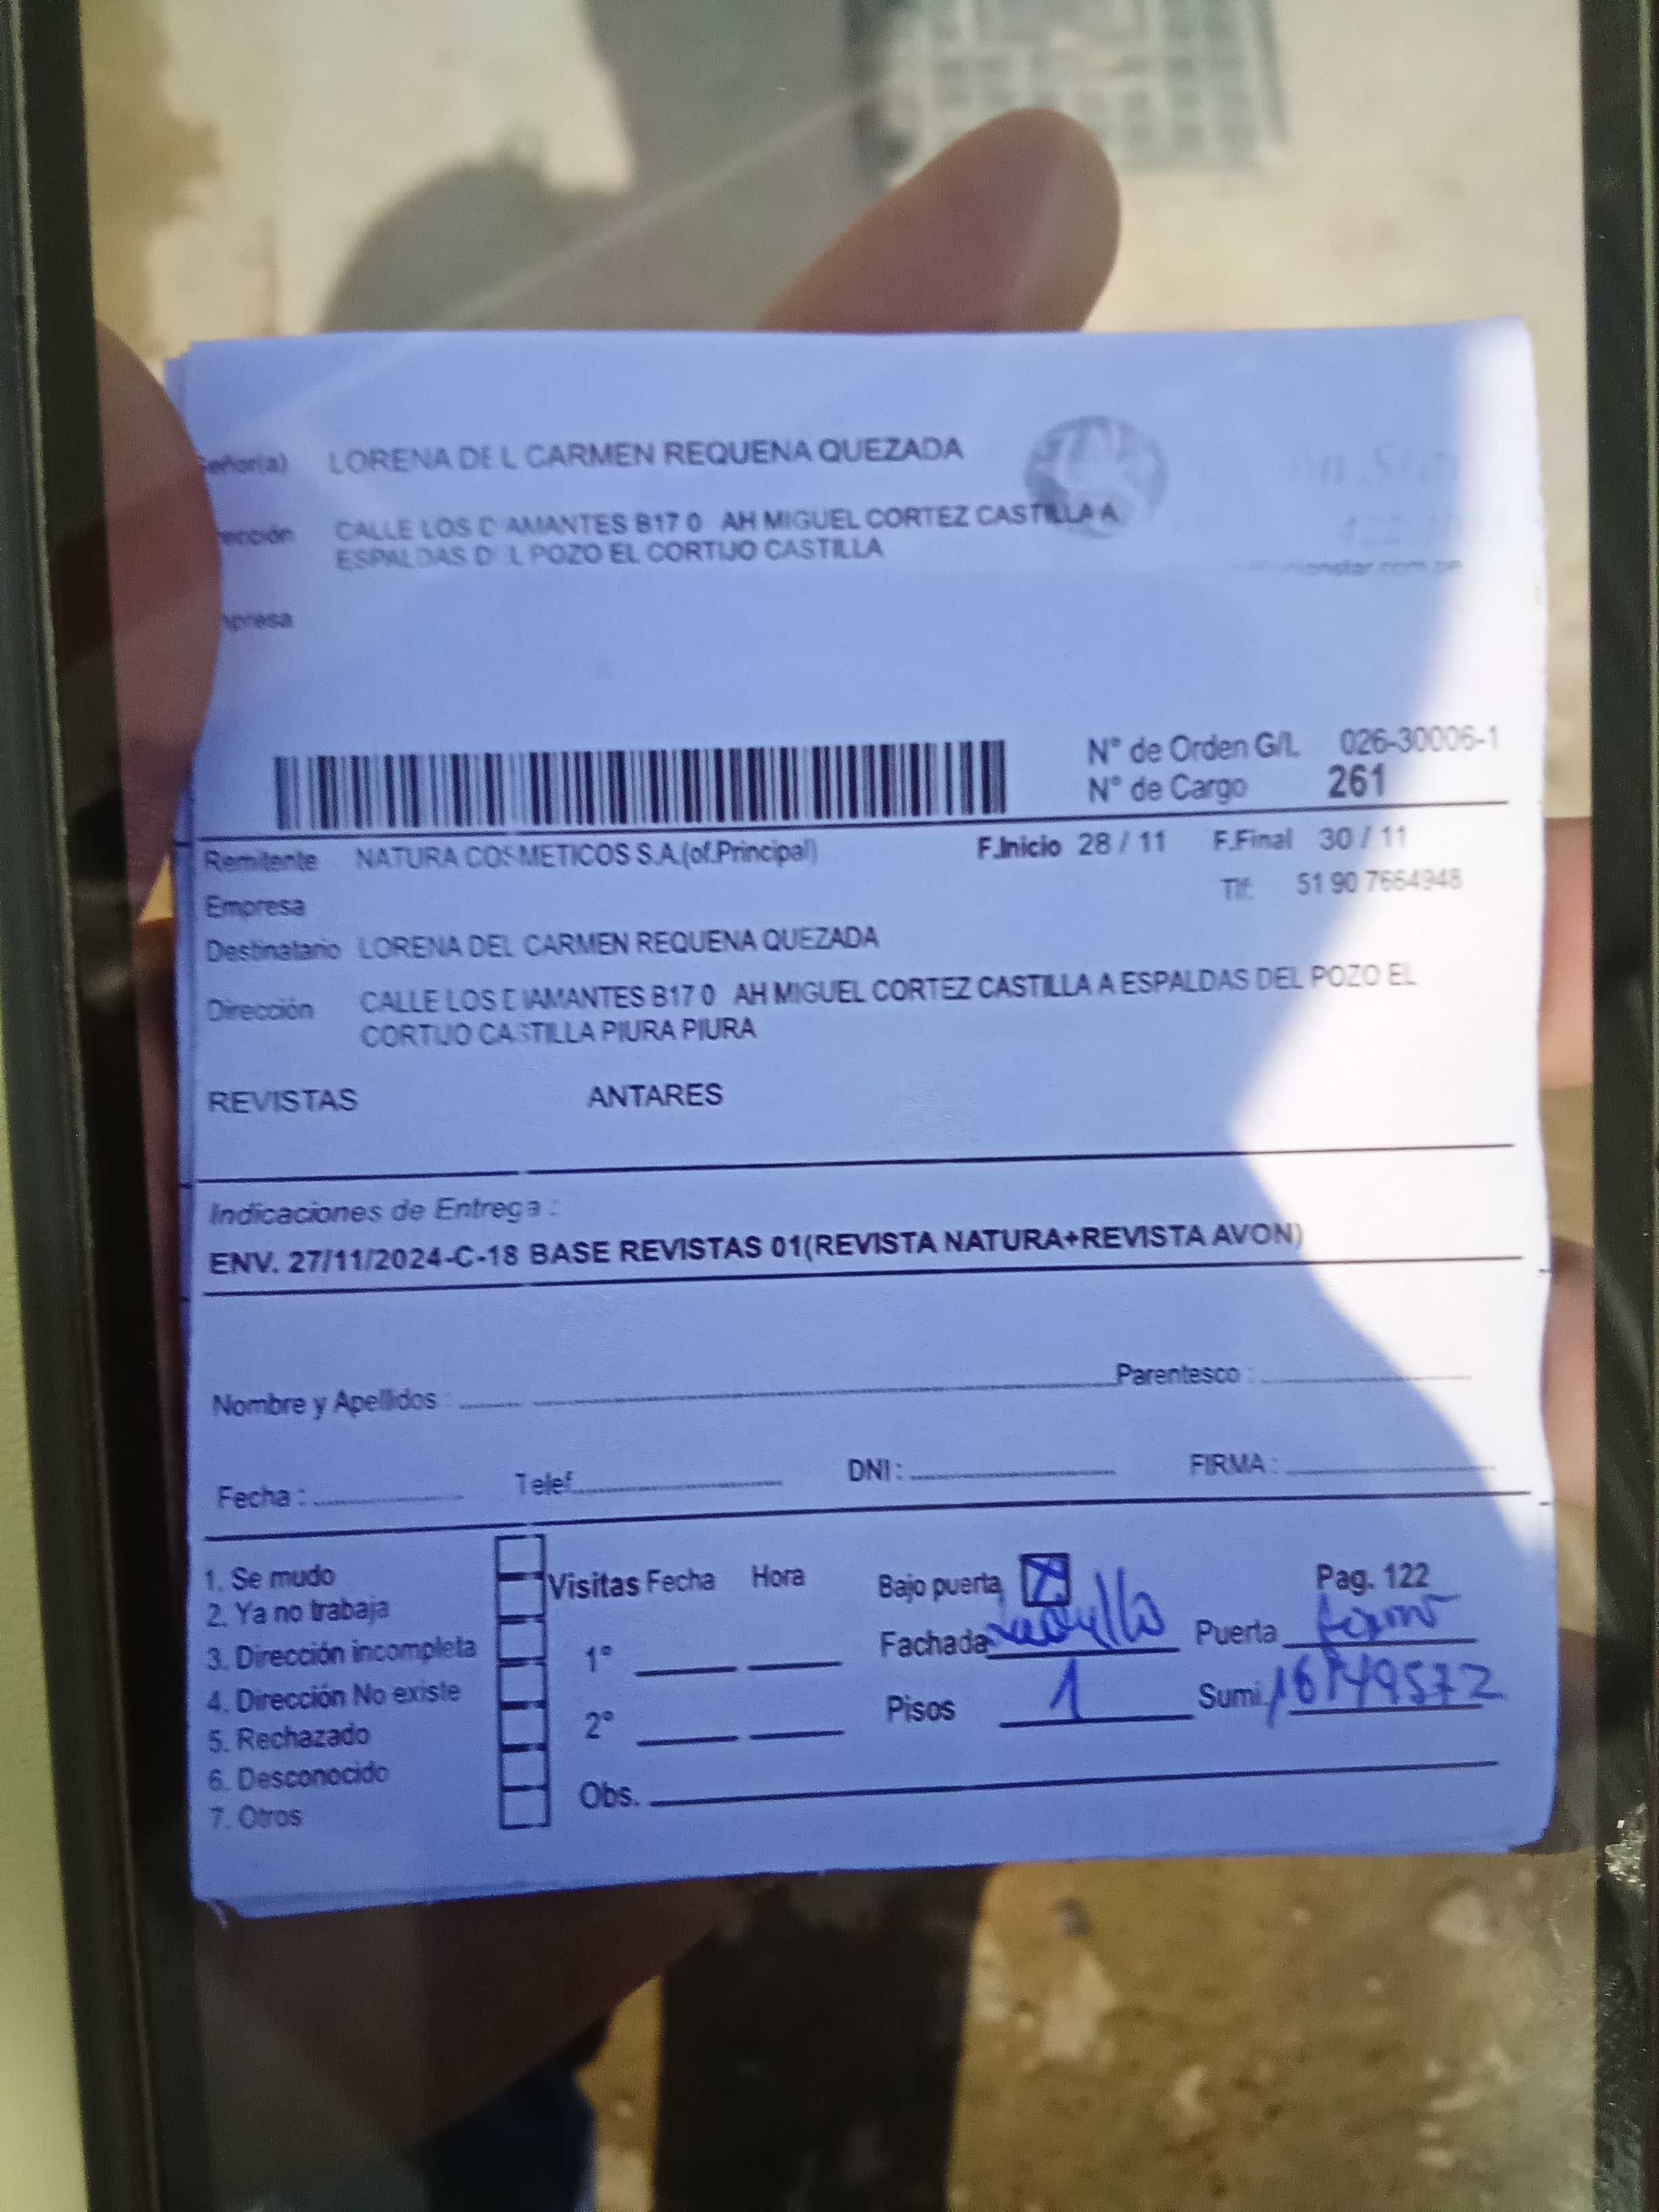 eñor(a) LORENA DEL CARMEN REQUENA QUEZADA
ección CALLE LOS DIAMANTES B17 0 AH MIGUEL CORTEZ CASTILLA A
ESPALDAS DEL POZO EL CORTIJO CASTILLA
presa
N° de Orden G/L 026-30006-1
N° de Cargo 261
Remitente NATURA COSMETICOS S.A.(of.Principal) F.Inicio 28 / 11 F.Final 30 / 11
Empresa Tlf: 51 90 7664948
Destinatario LORENA DEL CARMEN REQUENA QUEZADA
Dirección CALLE LOS DIAMANTES B17 0 AH MIGUEL CORTEZ CASTILLA A ESPALDAS DEL POZO EL
CORTIJO CASTILLA PIURA PIURA
REVISTAS ANTARES
Indicaciones de Entrega :
ENV. 27/11/2024-C-18 BASE REVISTAS 01(REVISTA NATURA+REVISTA AVON)
Nombre y Apellidos : Parentesco :
Fecha : Telef. DNI : FIRMA :
1. Se mudo
2. Ya no trabaja
3. Dirección incompleta
4. Dirección No existe
5. Rechazado
6. Desconocido
7. Otros
Visitas Fecha Hora
1°
2°
Obs.
Bajo puerta X Pag. 122
Fachada Ladrillo Puerta
Pisos 1 Sumi